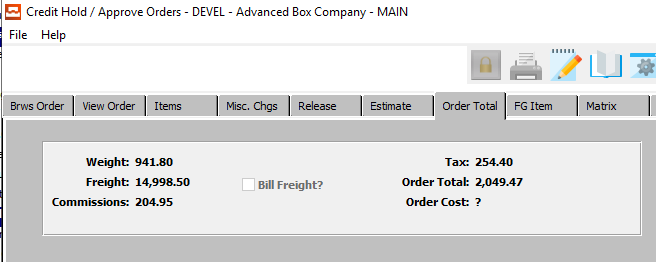 Credit Hold / Approve Orders - DEVEL - Advanced Box Company - MAIN
File Help
Brws Order View Order Items Misc. Chgs Release Estimate Order Total FG Item Matrix
Weight: 941.80 Tax: 254.40
Freight: 14,998.50 Bill Freight? Order Total: 2,049.47
Commissions: 204.95 Order Cost: ?